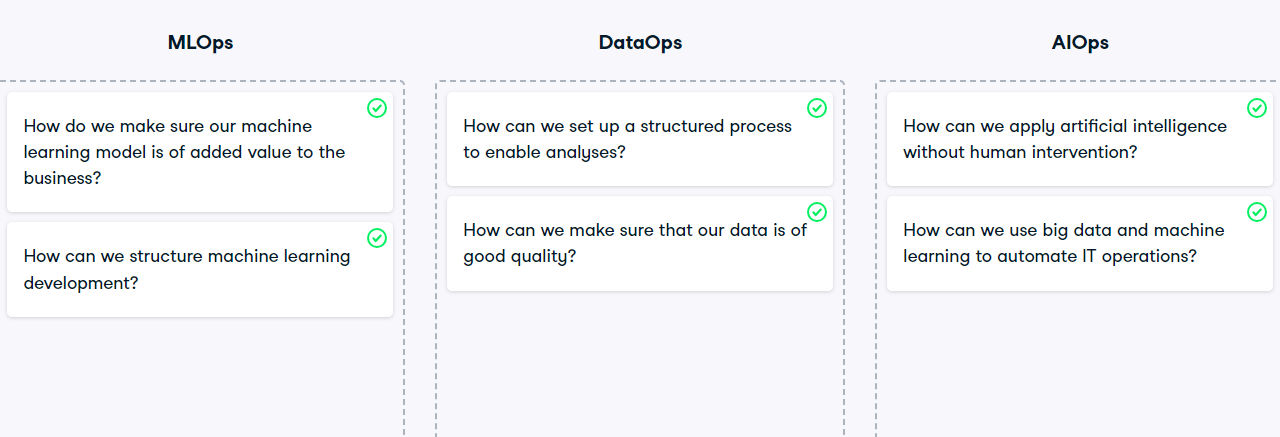 MLOps
How do we make sure our machine
learning model is of added value to the
business?
How can we structure machine learning
development?
DataOps
How can we set up a structured process
to enable analyses?
How can we make sure that our data is of
good quality?
AIOps
How can we apply artificial intelligence
without human intervention?
How can we use big data and machine
learning to automate IT operations?